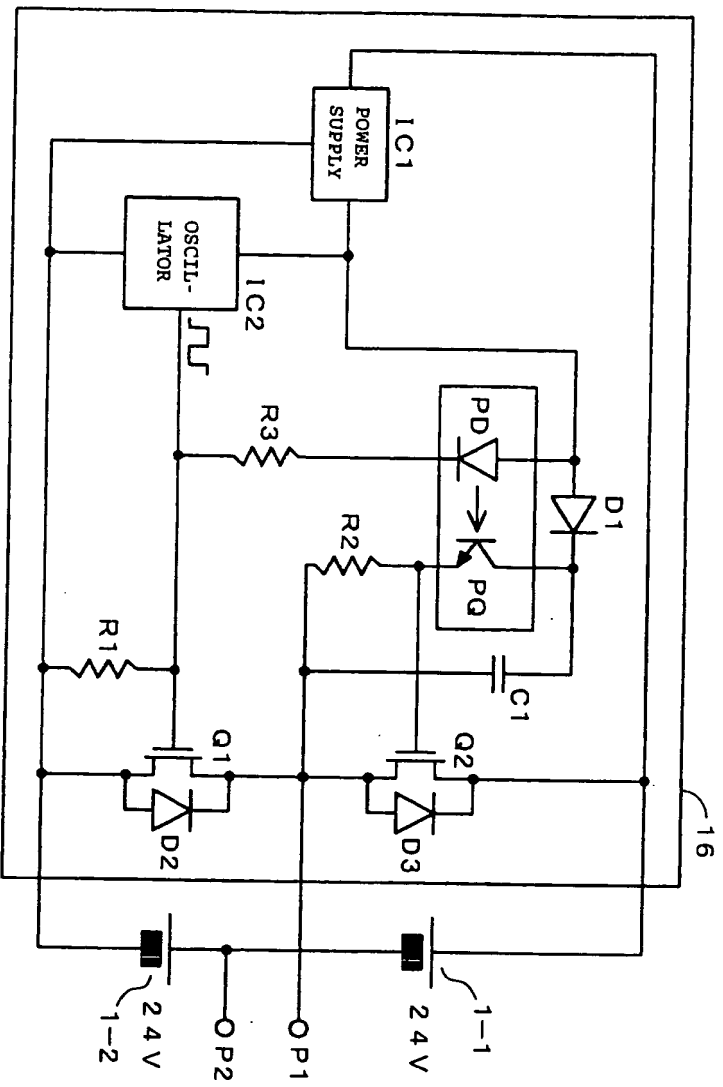 16
IC1
POWER
SUPPLY
IC2
OSCIL-
LATOR
D1
PD
PQ
R3
R2
C1
R1
Q2
D3
Q1
D2
1-1
24V
P1
P2
24V
1-2